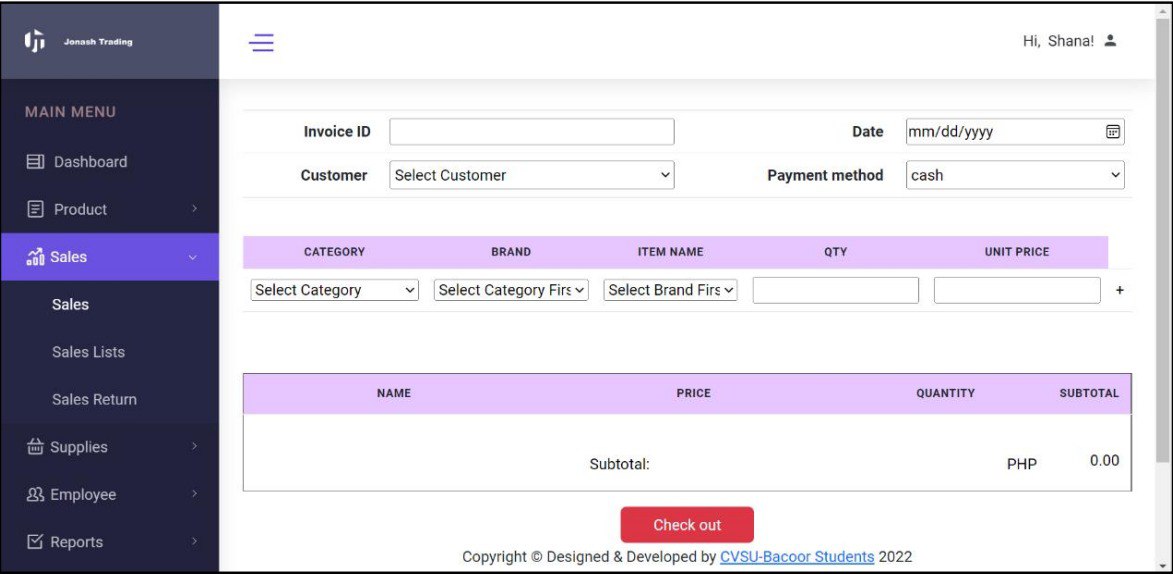 Jonash Trading
Hi, Shana!
MAIN MENU
Dashboard
Product
Sales
Sales
Sales Lists
Sales Return
Supplies
Employee
Reports
Invoice ID
Date mm/dd/yyyy
Customer Select Customer
Payment method cash
CATEGORY BRAND ITEM NAME QTY UNIT PRICE
Select Category Select Category Firs Select Brand Firs +
NAME PRICE QUANTITY SUBTOTAL
Subtotal: PHP 0.00
Check out
Copyright © Designed & Developed by CVSU-Bacoor Students 2022